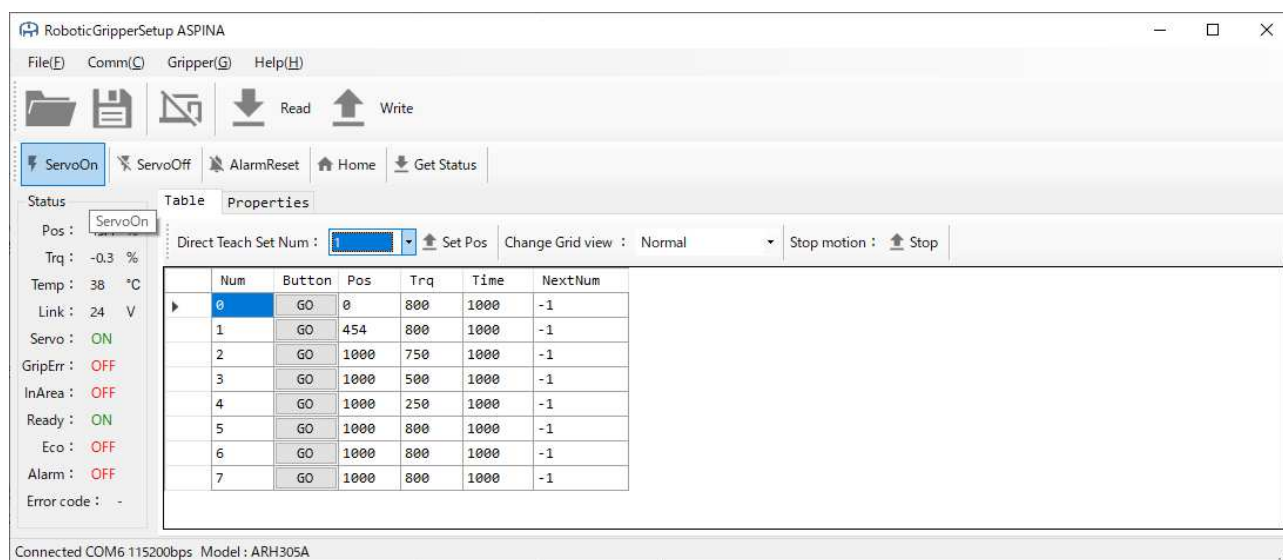 RoboticGripperSetup ASPINA
File(F) Comm(C) Gripper(G) Help(H)
Read Write
ServoOn ServoOff AlarmReset Home Get Status
Status
Table Properties
ServoOn
Pos： %
Direct Teach Set Num： 1 Set Pos Change Grid view ： Normal Stop motion： Stop
Trq： -0.3 %
Temp： 38 °C
Link： 24 V
Servo： ON
GripErr： OFF
InArea： OFF
Ready： ON
Eco： OFF
Alarm： OFF
Error code： -
Num Button Pos Trq Time NextNum
0 GO 0 800 1000 -1
1 GO 454 800 1000 -1
2 GO 1000 750 1000 -1
3 GO 1000 500 1000 -1
4 GO 1000 250 1000 -1
5 GO 1000 800 1000 -1
6 GO 1000 800 1000 -1
7 GO 1000 800 1000 -1
Connected COM6 115200bps Model : ARH305A